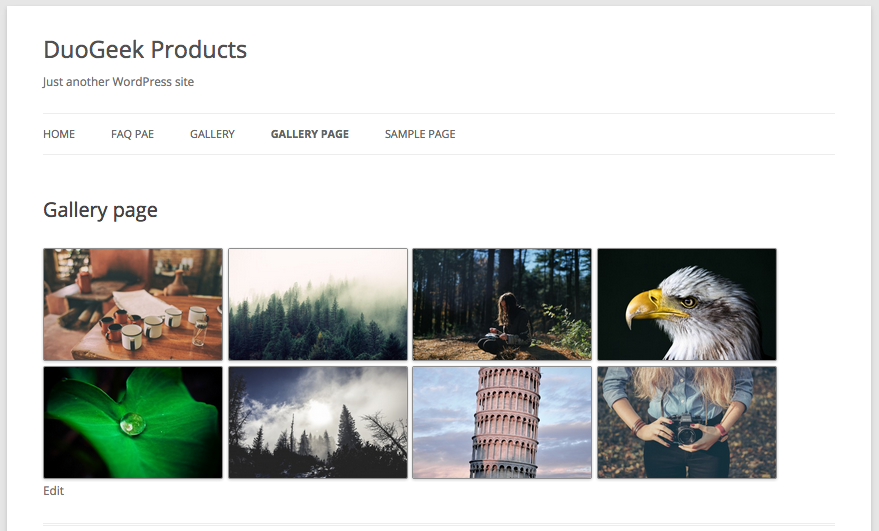 DuoGeek Products
Just another WordPress site
HOME FAQ PAE GALLERY GALLERY PAGE SAMPLE PAGE
Gallery page
Edit